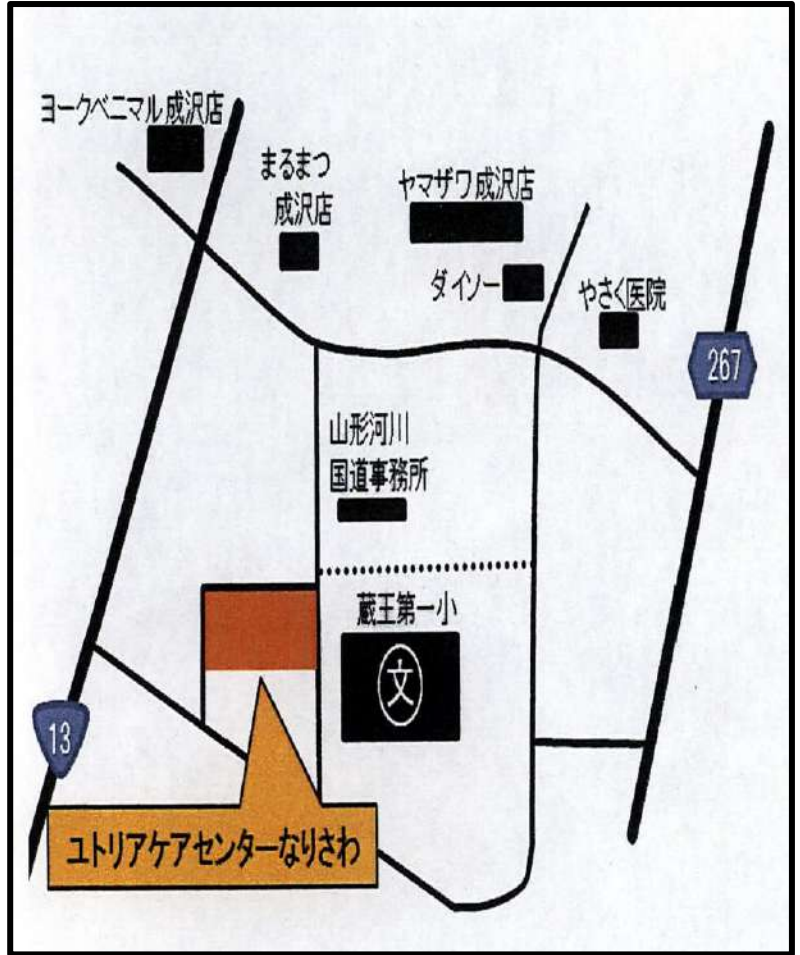 ヨークベニマル成沢店
まるまつ
成沢店
ヤマザワ成沢店
ダイソー
やさく医院
267
山形河川
国道事務所
蔵王第一小
文
13
ユトリアケアセンターなりさわ